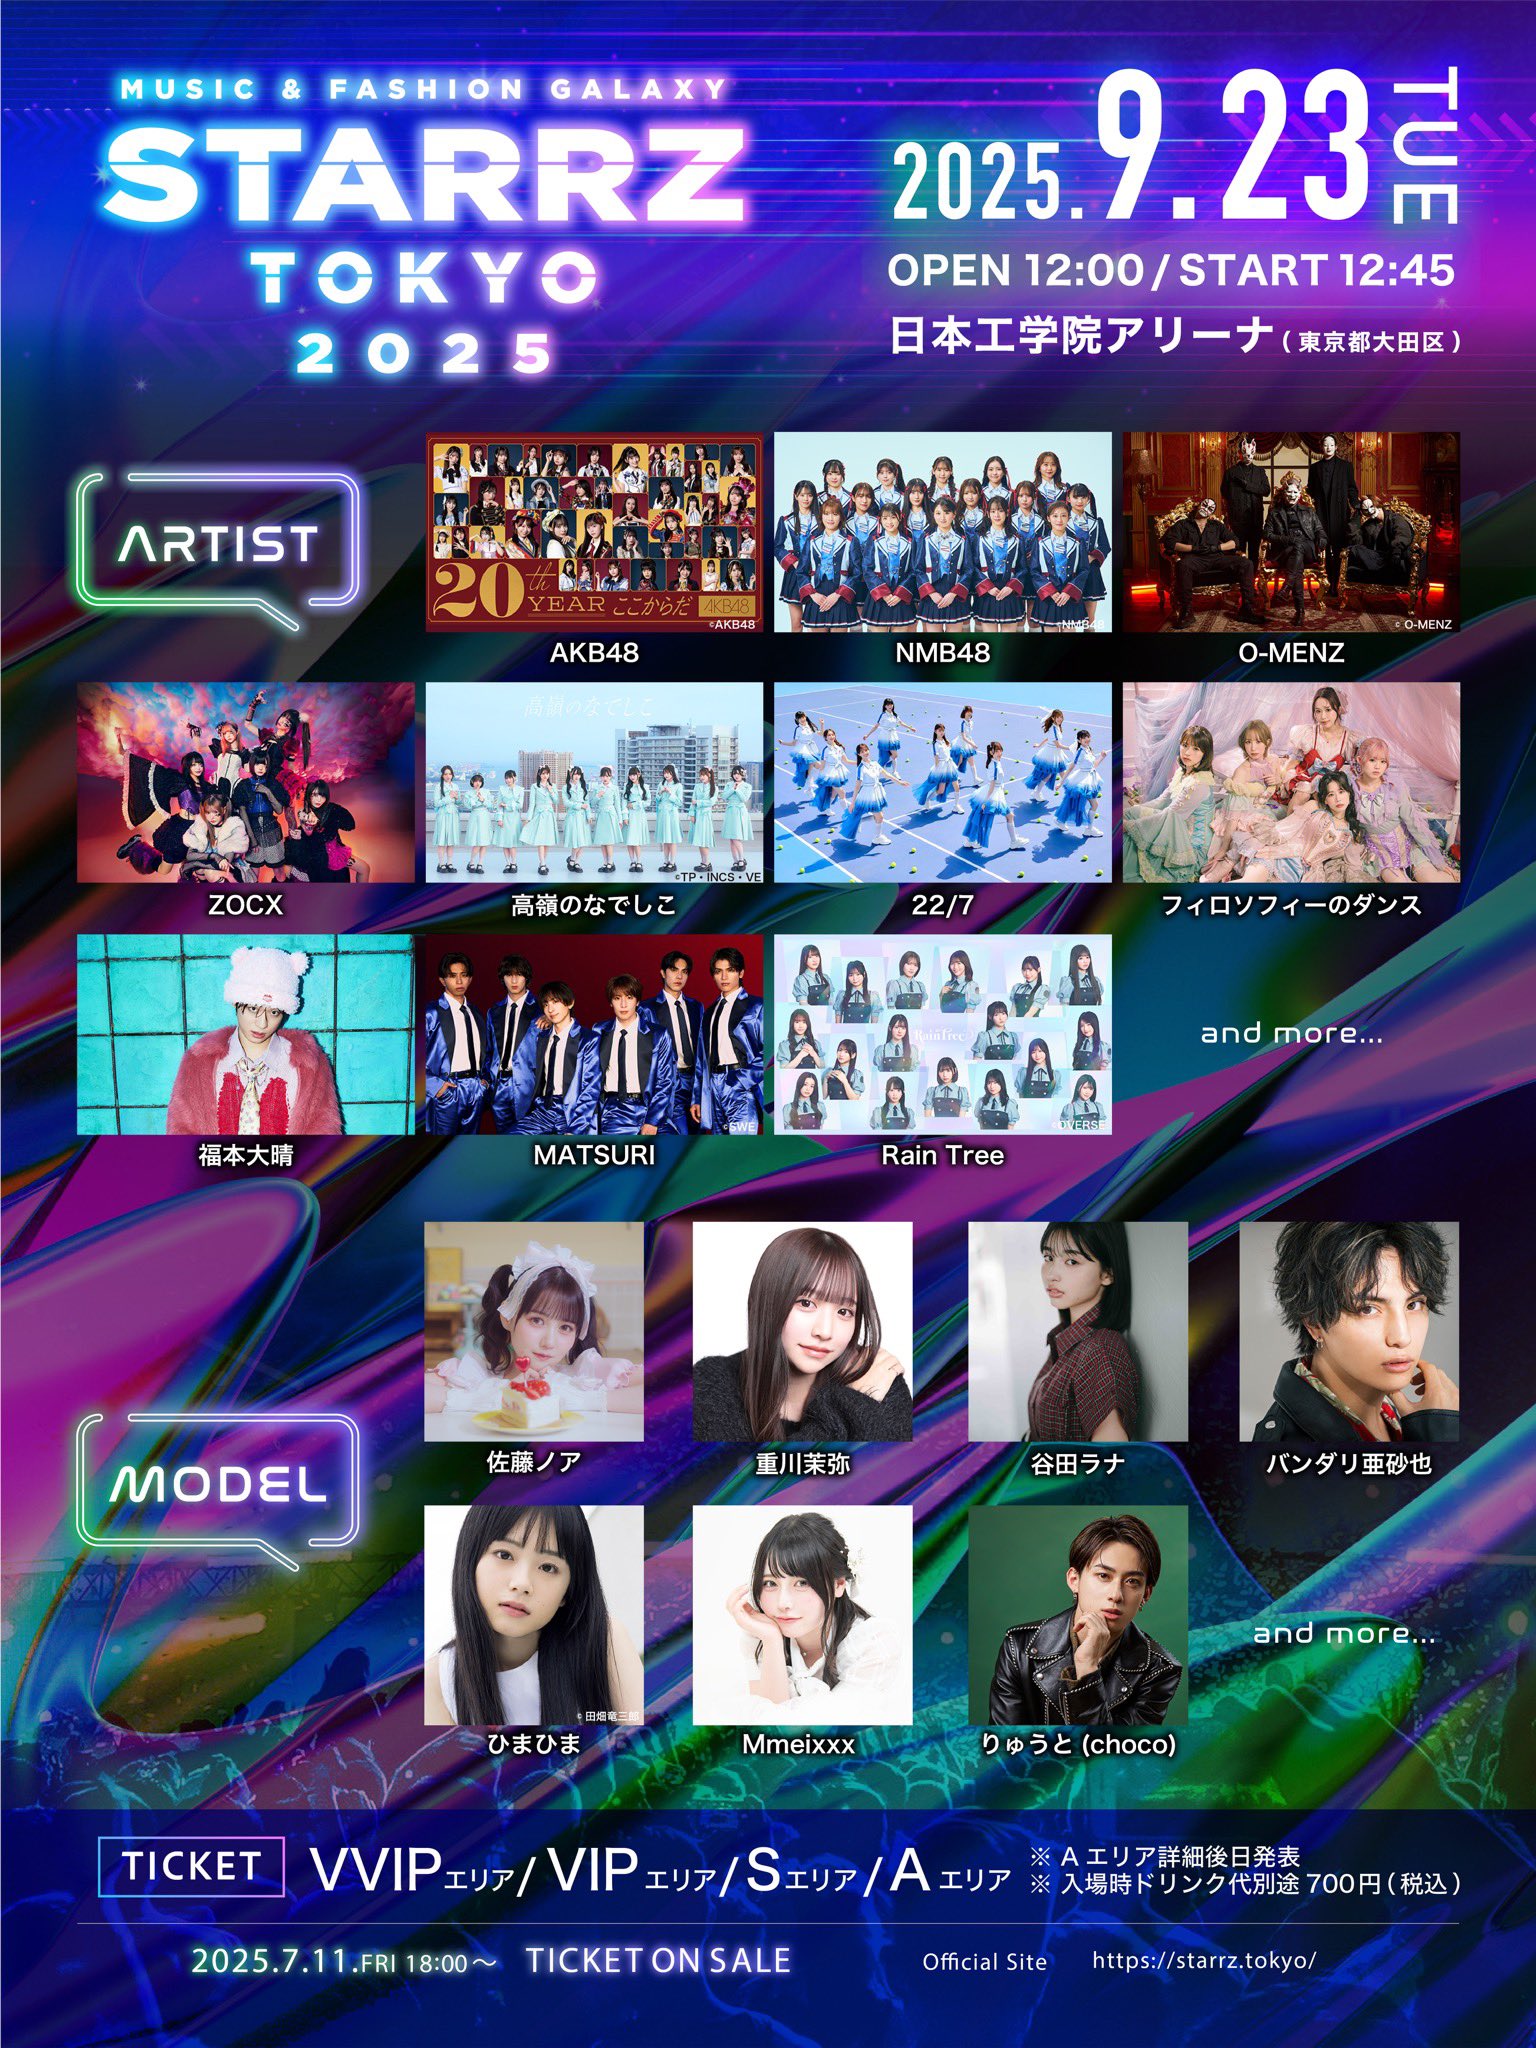 MUSIC & FASHION GALAXY
STARRZ
TOKYO
2025
2025.9.23 TUE
OPEN 12:00 / START 12:45
日本工学院アリーナ ( 東京都大田区 )
ARTIST
20th YEAR ここからだ AKB48
©AKB48
AKB48
©NMB48
NMB48
© O-MENZ
O-MENZ
ZOCX
高嶺のなでしこ
©TP・INCS・VE
高嶺のなでしこ
22/7
フィロソフィーのダンス
福本大晴
©SWE
MATSURI
Rain Tree
©OVERSE
Rain Tree
and more...
MODEL
佐藤ノア
重川茉弥
谷田ラナ
バンダリ亜砂也
© 田畑竜三郎
ひまひま
Mmeixxx
りゅうと (choco)
and more...
TICKET
VVIPエリア / VIP エリア / S エリア / A エリア
※ A エリア詳細後日発表
※ 入場時ドリンク代別途 700円 ( 税込 )
2025.7.11.FRI 18:00～ TICKET ON SALE
Official Site https://starrz.tokyo/